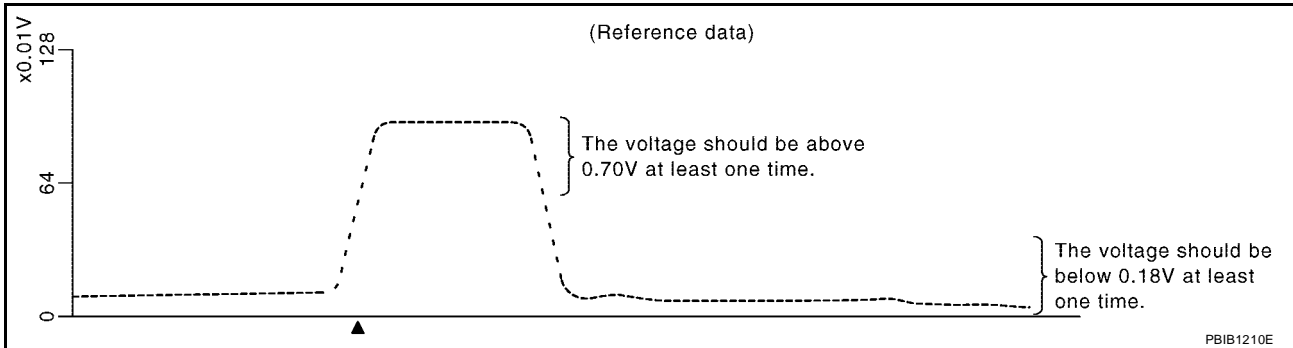 (Reference data)
x0.01V
128
64
0
The voltage should be above
0.70V at least one time.
The voltage should be
below 0.18V at least
one time.
PBIB1210E